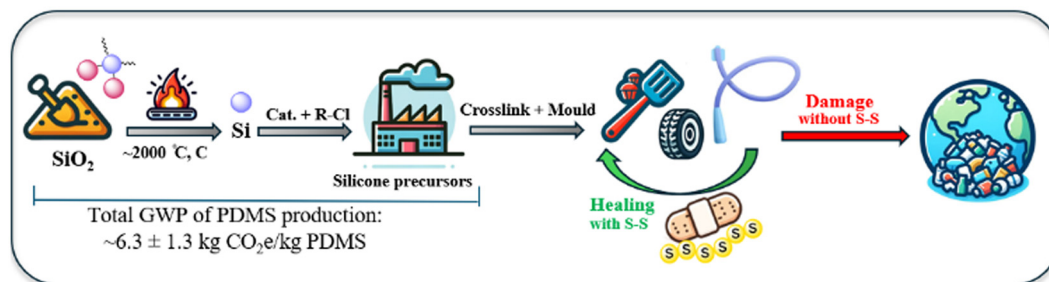 SiO₂
~2000 °C, C
Si
Cat. + R-Cl
Silicone precursors
Crosslink + Mould
Healing
with S-S
S S S S S S S
Damage
without S-S
Total GWP of PDMS production:
~6.3 ± 1.3 kg CO₂e/kg PDMS